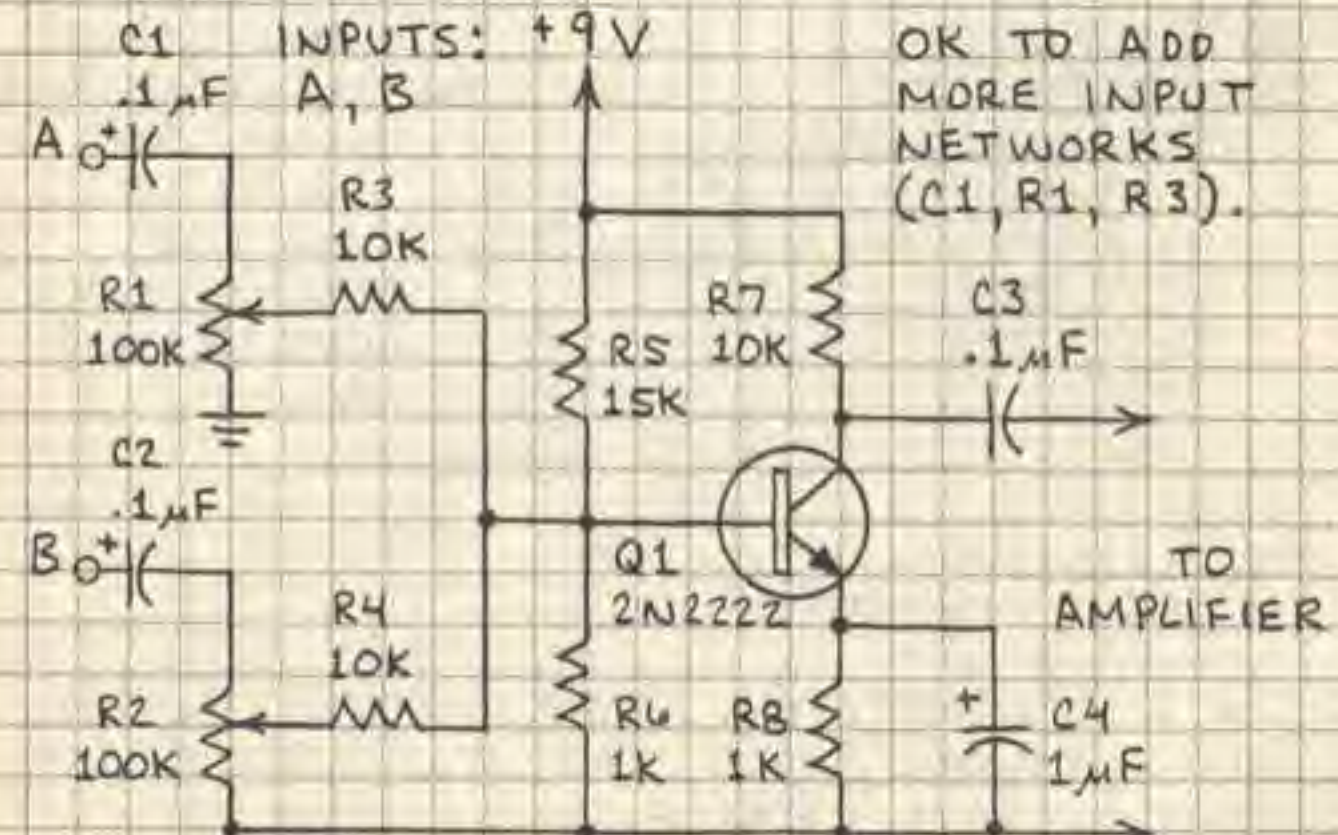 C1
.1μF
INPUTS:
A, B
+9V
OK TO ADD
MORE INPUT
NETWORKS
(C1, R1, R3).
A
+
R3
10K
R1
100K
R5
15K
R7
10K
C3
.1μF
C2
.1μF
B
+
Q1
2N2222
TO
AMPLIFIER
R4
10K
R2
100K
R6
1K
R8
1K
+
C4
1μF